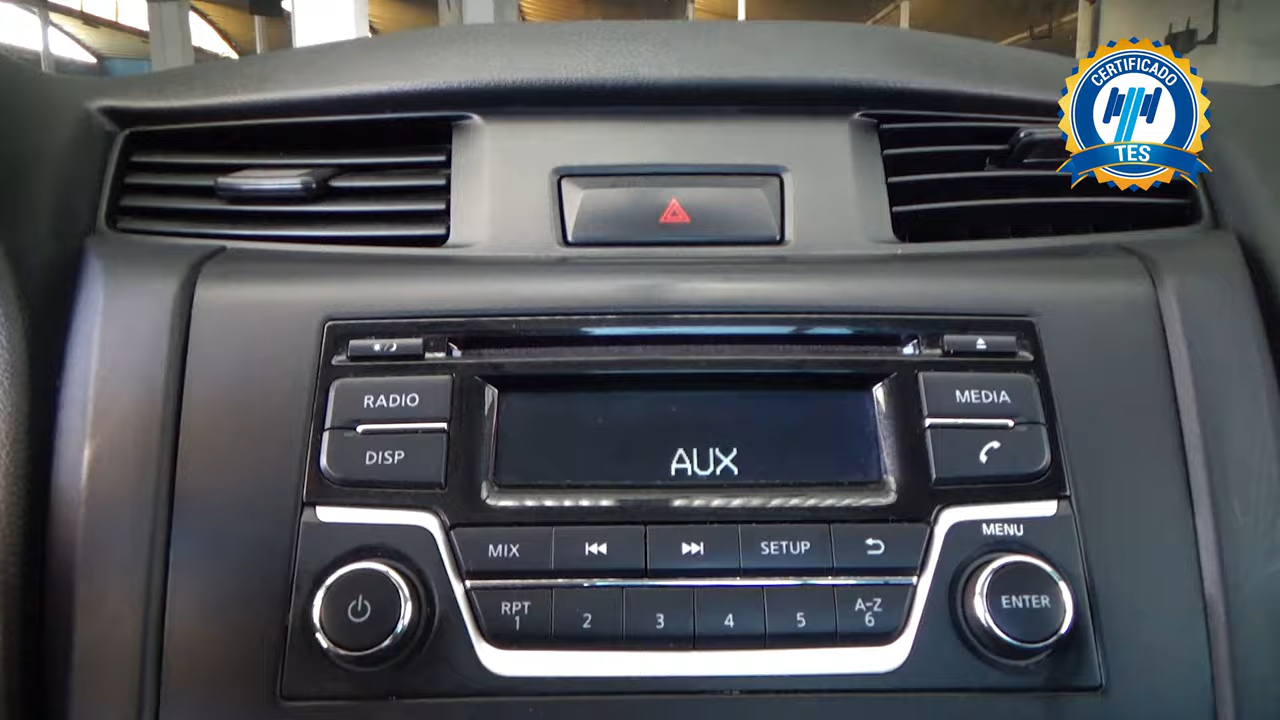 CERTIFICADO
TES
RADIO
MEDIA
DISP
AUX
MENU
MIX
SETUP
RPT
1
2
3
4
5
A-Z
6
ENTER